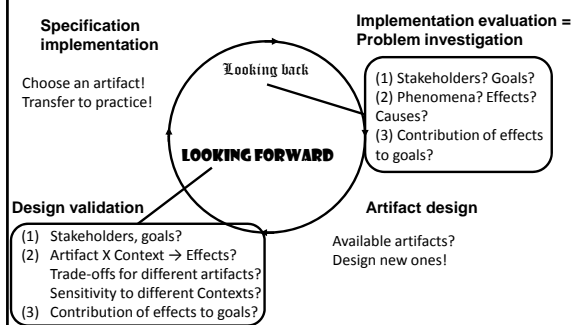 Specification
implementation
Choose an artifact!
Transfer to practice!
Implementation evaluation =
Problem investigation
Looking back
(1) Stakeholders? Goals?
(2) Phenomena? Effects?
Causes?
(3) Contribution of effects
to goals?
LOOKING FORWARD
Design validation
(1) Stakeholders, goals?
(2) Artifact X Context → Effects?
Trade-offs for different artifacts?
Sensitivity to different Contexts?
(3) Contribution of effects to goals?
Artifact design
Available artifacts?
Design new ones!